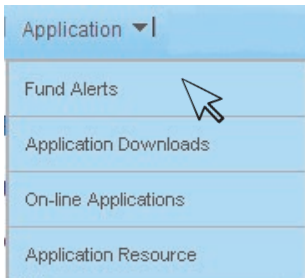 Application
Fund Alerts
Application Downloads
On-line Applications
Application Resource